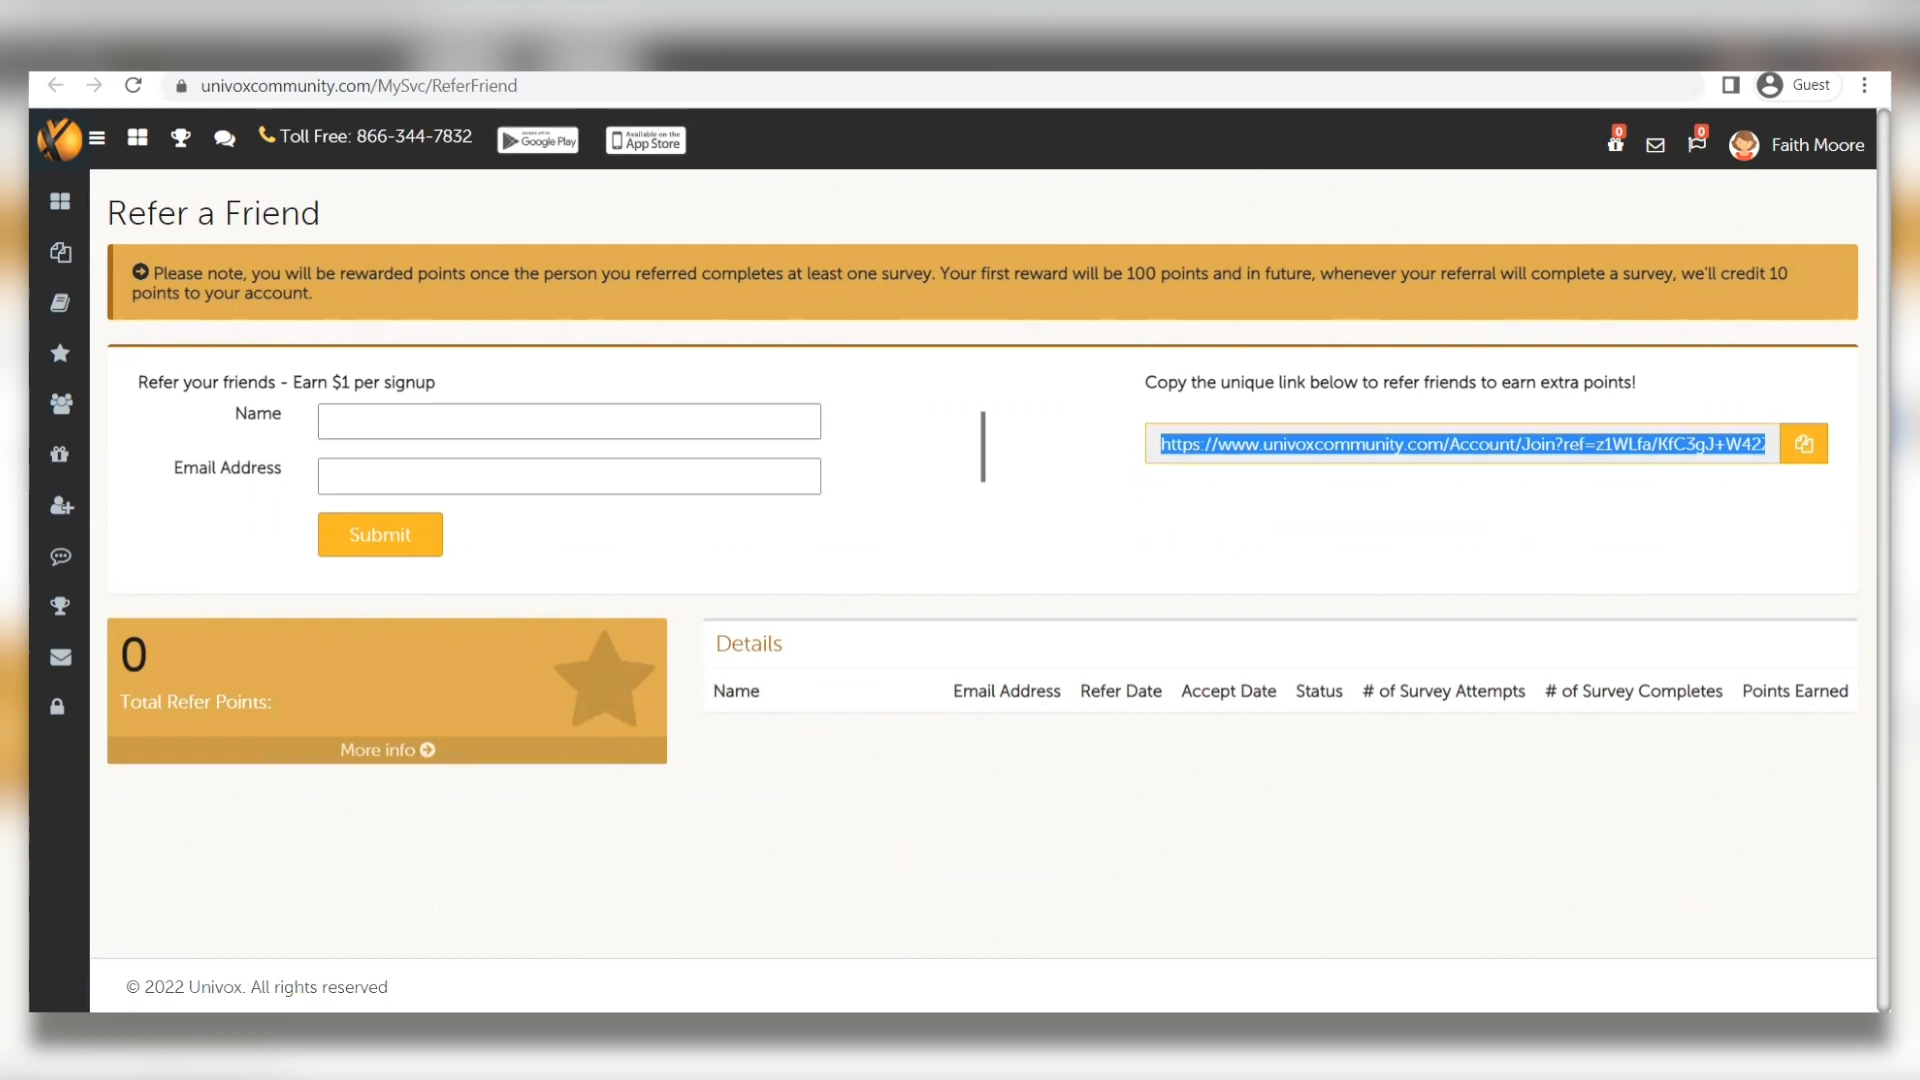 univoxcommunity.com/MySvc/ReferFriend
Guest
Toll Free: 866-344-7832
Google Play
Available on the
App Store
0
0
Faith Moore
Refer a Friend
Please note, you will be rewarded points once the person you referred completes at least one survey. Your first reward will be 100 points and in future, whenever your referral will complete a survey, we'll credit 10
points to your account.
Refer your friends - Earn $1 per signup
Name
Email Address
Submit
Copy the unique link below to refer friends to earn extra points!
https://www.univoxcommunity.com/Account/Join?ref=z1WLfa/KfC3gJ+W42Z
0
Total Refer Points:
More info
Details
Name Email Address Refer Date Accept Date Status # of Survey Attempts # of Survey Completes Points Earned
© 2022 Univox. All rights reserved